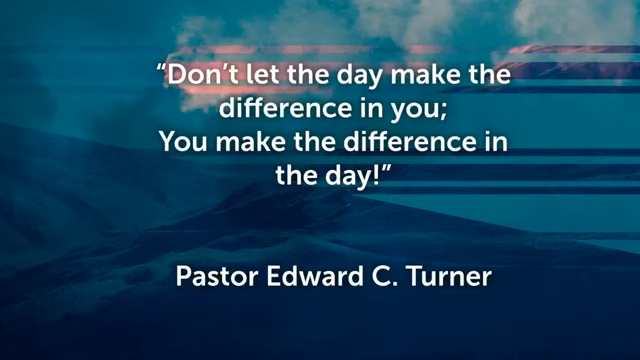 “Don’t let the day make the
difference in you;
You make the difference in
the day!”
Pastor Edward C. Turner